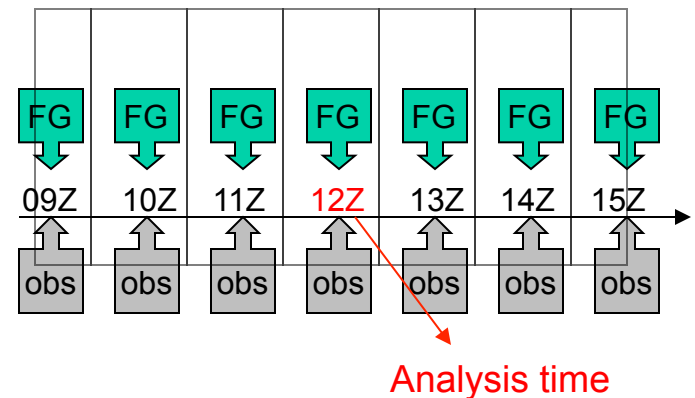 FG FG FG FG FG FG FG
09Z 10Z 11Z 12Z 13Z 14Z 15Z
obs obs obs obs obs obs obs
Analysis time